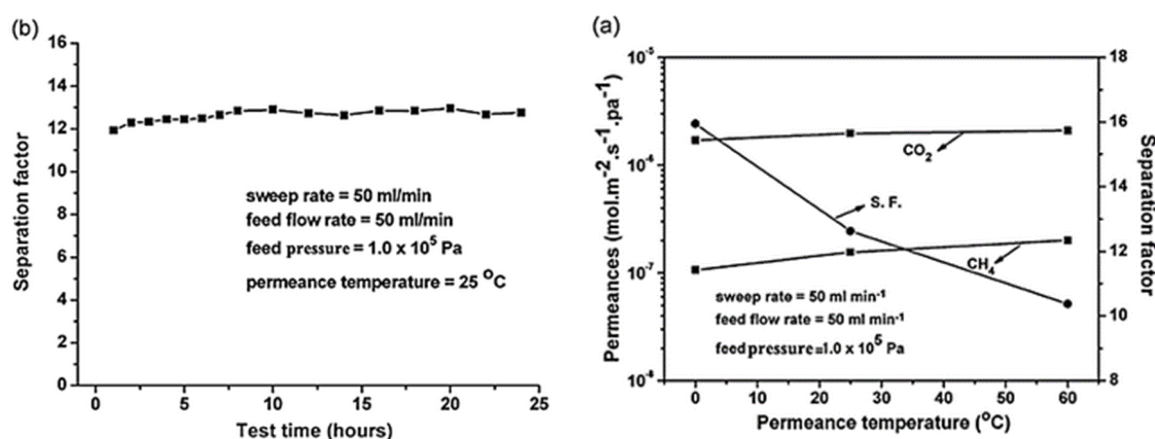 (b)
16
14
12
10
8
6
4
2
0
Separation factor
sweep rate = 50 ml/min
feed flow rate = 50 ml/min
feed pressure = 1.0 x 10⁵ Pa
permeance temperature = 25 °C
0 5 10 15 20 25
Test time (hours)
(a)
10⁻⁵
10⁻⁶
10⁻⁷
10⁻⁸
Permeances (mol.m⁻².s⁻¹.pa⁻¹)
CO₂
S. F.
CH₄
sweep rate = 50 ml min⁻¹
feed flow rate = 50 ml min⁻¹
feed pressure=1.0 x 10⁵ Pa
18
16
14
12
10
8
Separation factor
0 10 20 30 40 50 60
Permeance temperature (°C)